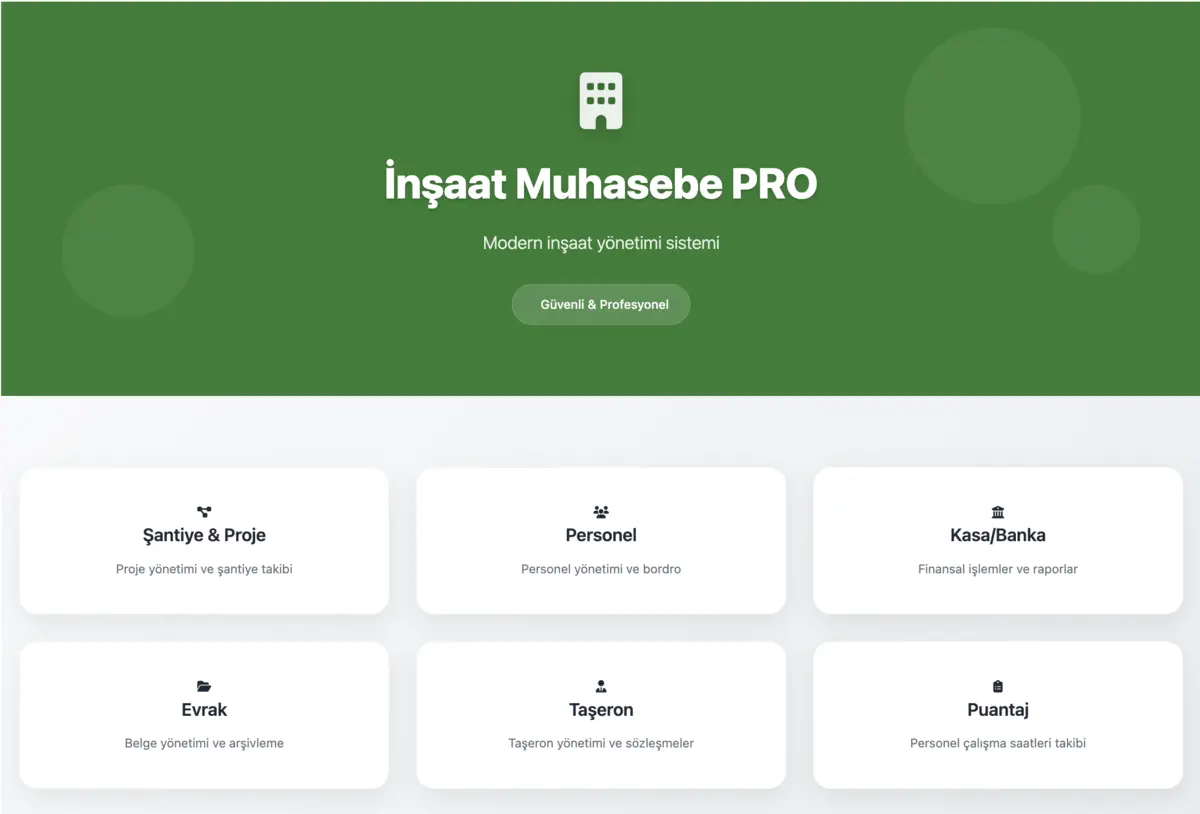 İnşaat Muhasebe PRO
Modern inşaat yönetimi sistemi
Güvenli & Profesyonel
Şantiye & Proje
Proje yönetimi ve şantiye takibi
Personel
Personel yönetimi ve bordro
Kasa/Banka
Finansal işlemler ve raporlar
Evrak
Belge yönetimi ve arşivleme
Taşeron
Taşeron yönetimi ve sözleşmeler
Puantaj
Personel çalışma saatleri takibi